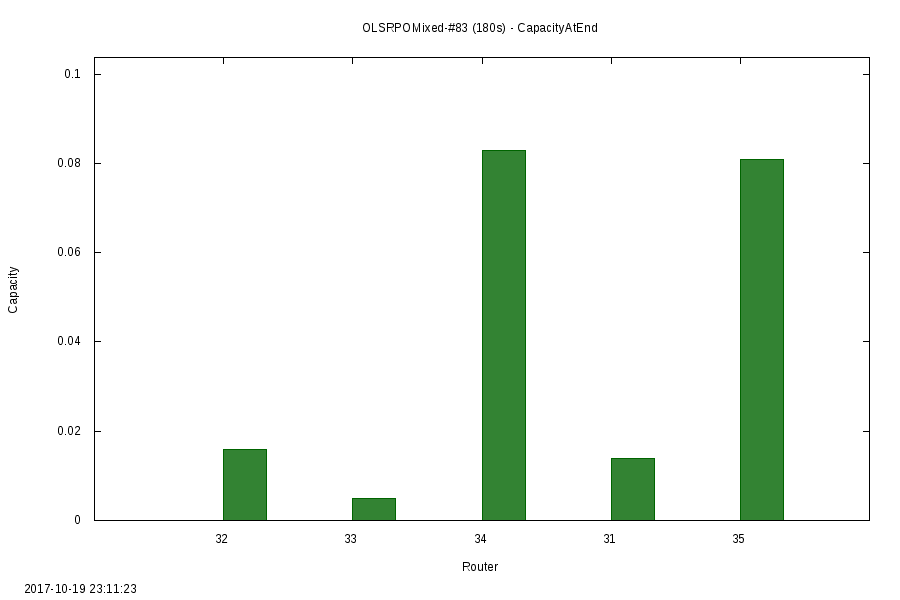 OLSRPOMixed-#83 (180s) - CapacityAtEnd
0.1
0.08
0.06
0.04
0.02
0
Capacity
32 33 34 31 35
Router
2017-10-19 23:11:23